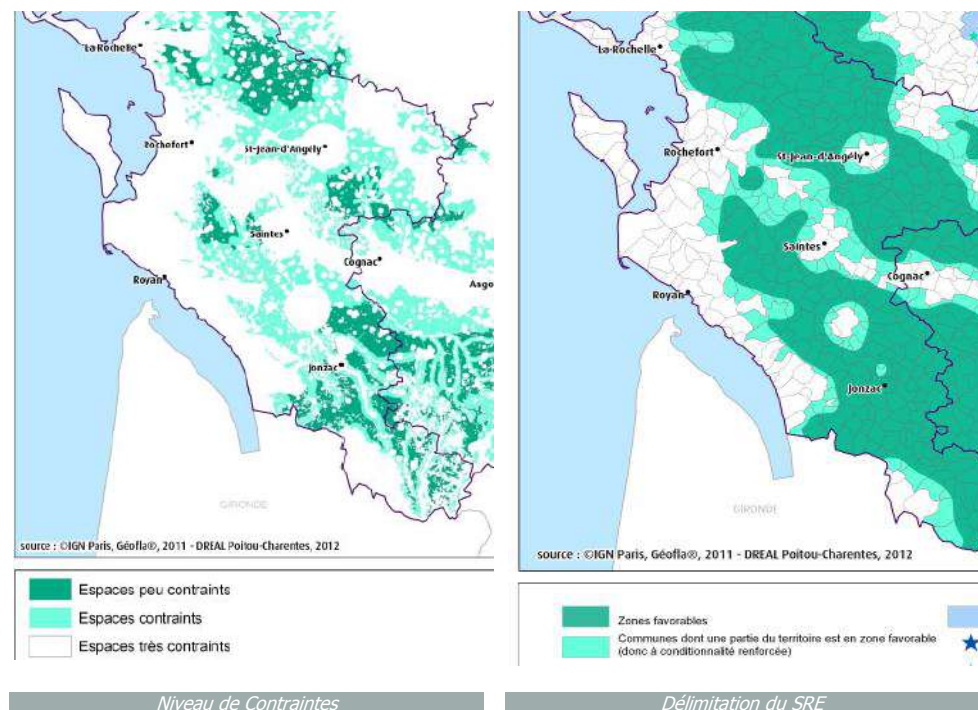 La Rochelle
Rochefort
St-Jean-d'Angély
Saintes
Cognac
Royan
Ango
Jonzac
GIRONDE
source : ©IGN Paris, Géofla®, 2011 - DREAL Poitou-Charentes, 2012
Espaces peu contraints
Espaces contraints
Espaces très contraints
Niveau de Contraintes
La Rochelle
Rochefort
St-Jean-d'Angély
Saintes
Cognac
Royan
Jonzac
GIRONDE
source : ©IGN Paris, Géofla®, 2011 - DREAL Poitou-Charentes, 2012
Zones favorables
Communes dont une partie du territoire est en zone favorable
(donc à conditionnalité renforcée)
Délimitation du SRE